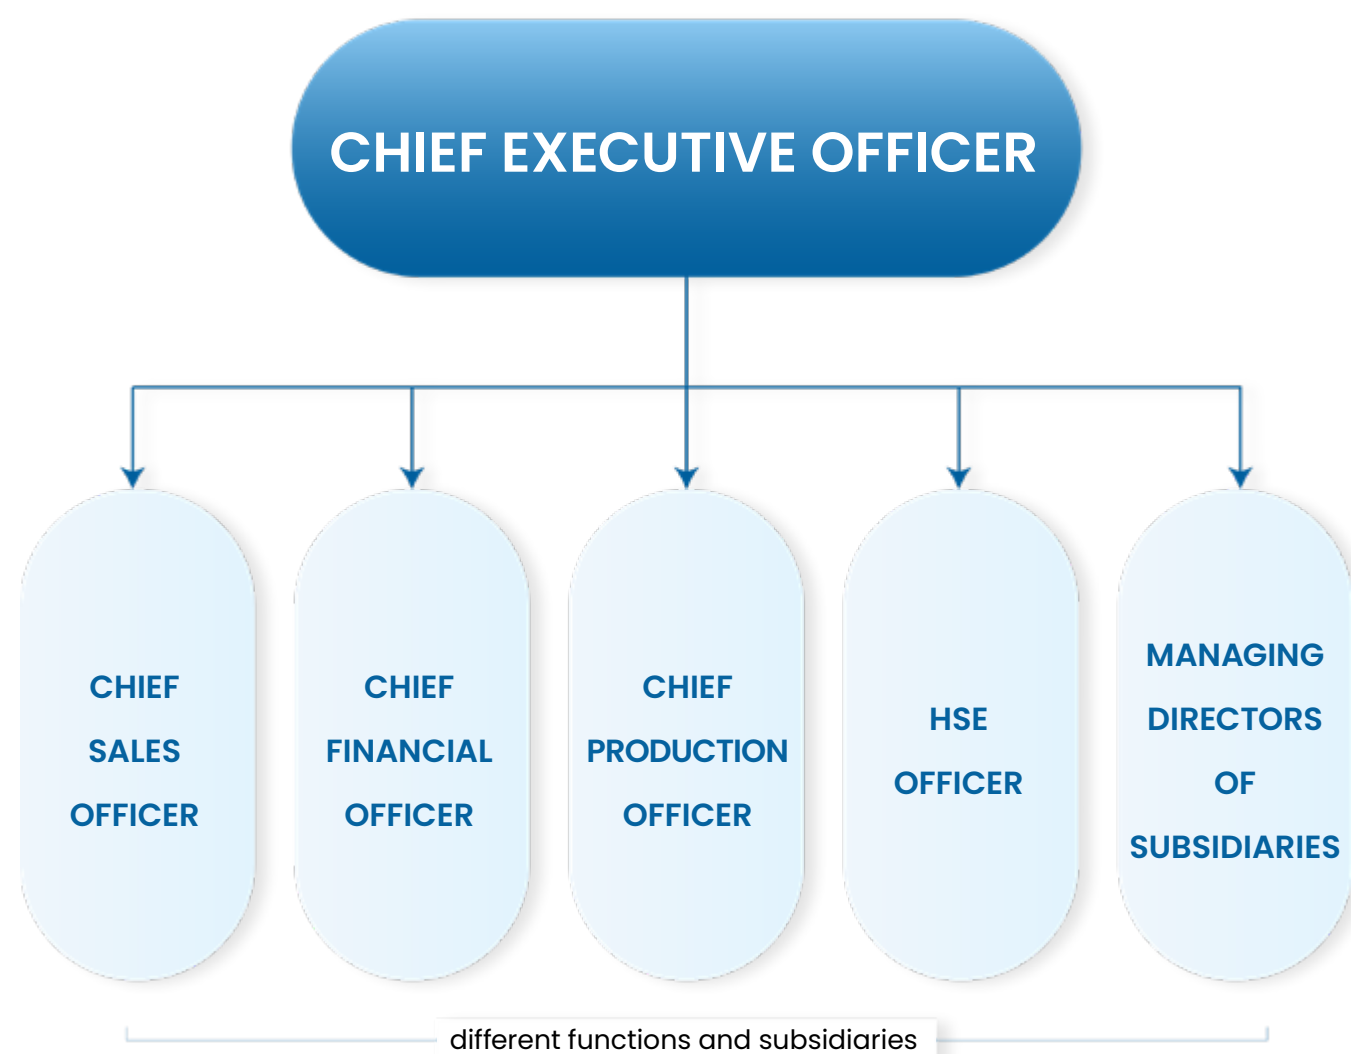 CHIEF EXECUTIVE OFFICER
CHIEF
SALES
OFFICER
CHIEF
FINANCIAL
OFFICER
CHIEF
PRODUCTION
OFFICER
HSE
OFFICER
MANAGING
DIRECTORS
OF
SUBSIDIARIES
different functions and subsidiaries